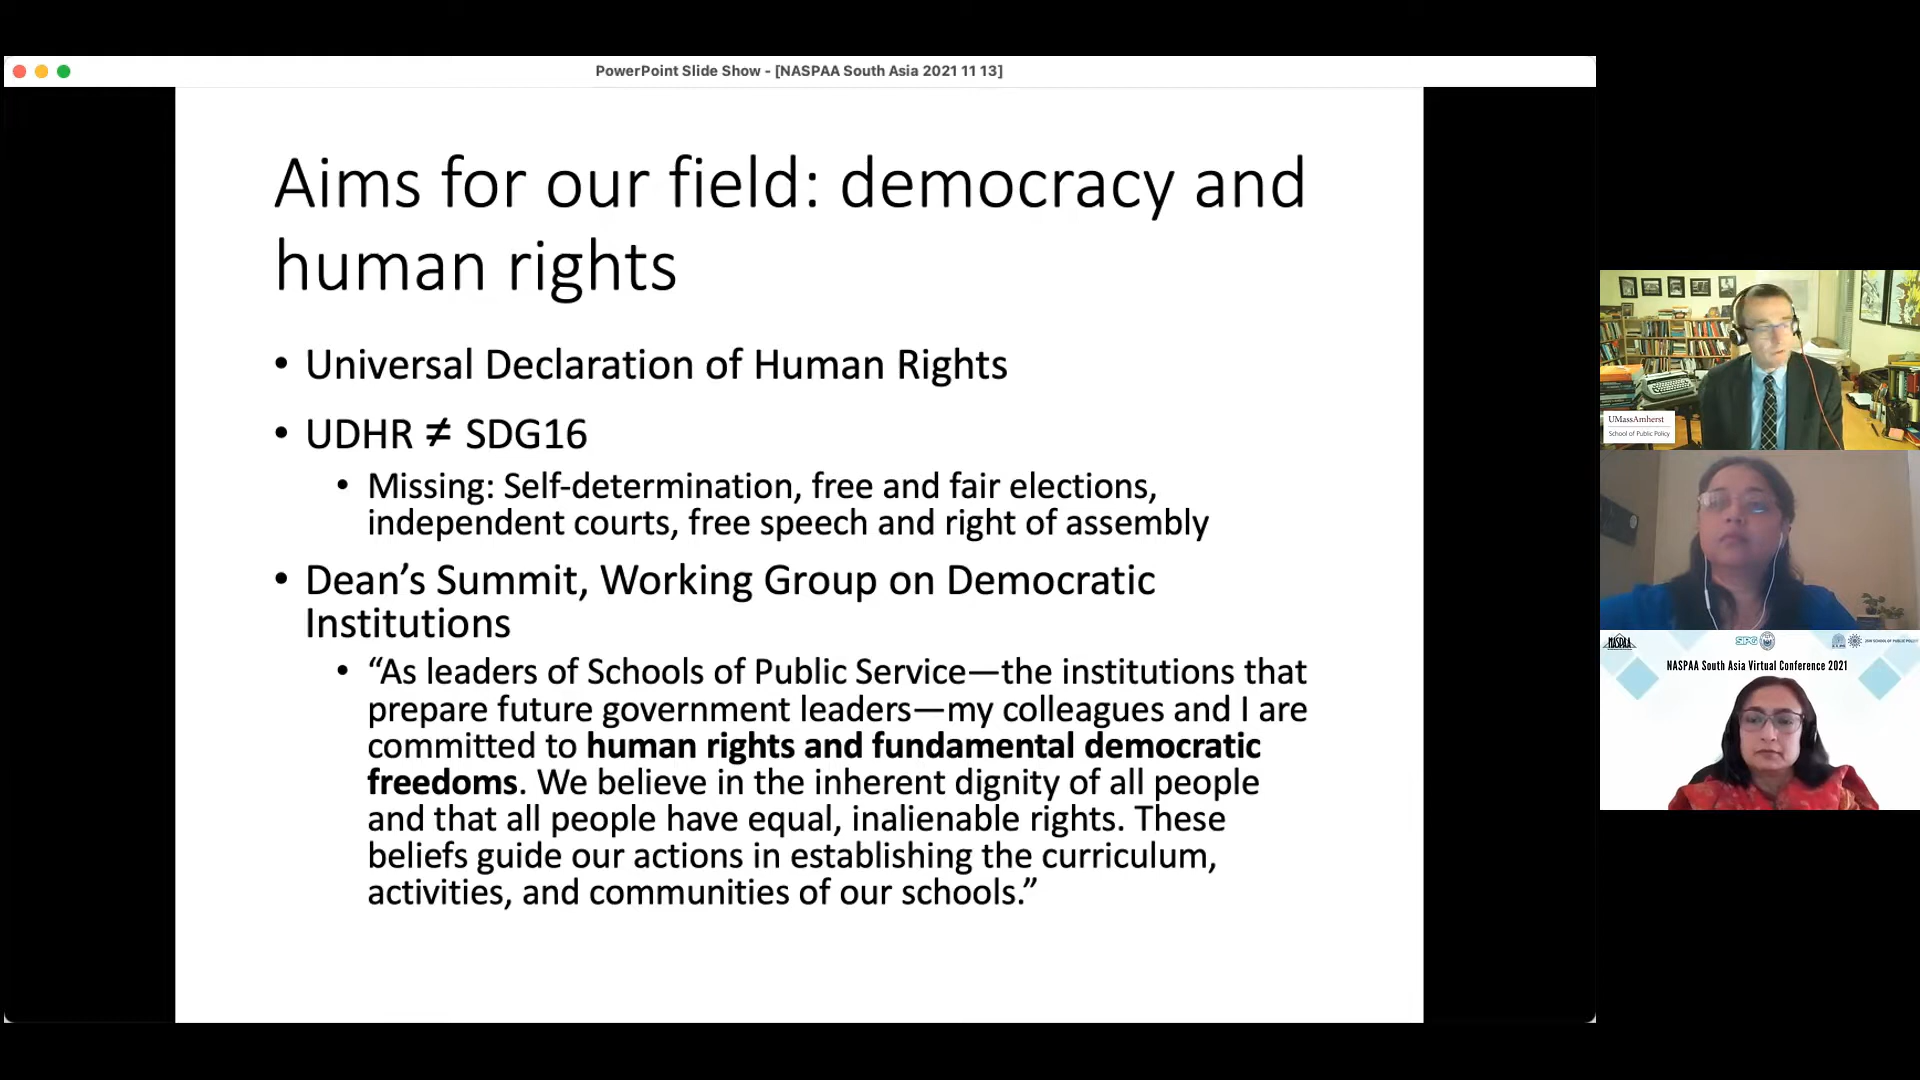 PowerPoint Slide Show - [NASPAA South Asia 2021 11 13]
Aims for our field: democracy and
human rights
• Universal Declaration of Human Rights
• UDHR ≠ SDG16
• Missing: Self-determination, free and fair elections,
independent courts, free speech and right of assembly
• Dean’s Summit, Working Group on Democratic
Institutions
• “As leaders of Schools of Public Service—the institutions that
prepare future government leaders—my colleagues and I are
committed to human rights and fundamental democratic
freedoms. We believe in the inherent dignity of all people
and that all people have equal, inalienable rights. These
beliefs guide our actions in establishing the curriculum,
activities, and communities of our schools.”
UMassAmherst
School of Public Policy
NASPAA
SIPG
NASPAA South Asia Virtual Conference 2021